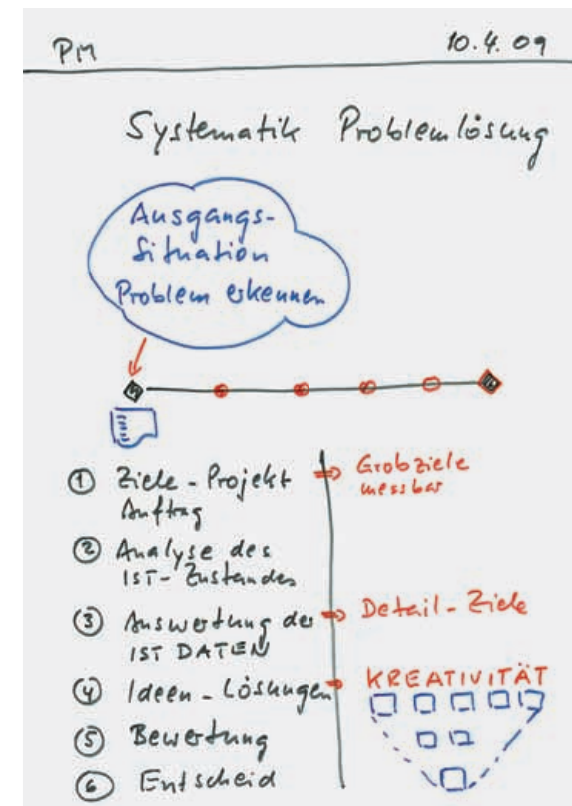 PM 10.4.09
Systematik Problemlösung
Ausgangs-
Situation
Problem erkennen
① Ziele - Projekt
Auftrag
⇒ Grobziele
messbar
② Analyse des
IST-Zustandes
③ Auswertung der
IST DATEN
⇒ Detail-Ziele
④ Ideen - Lösungen
→ KREATIVITÄT
⑤ Bewertung
⑥ Entscheid